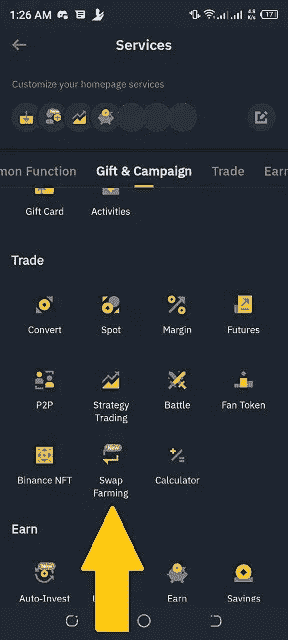 1:26 AM
17
Services
Customize your homepage services
mon Function Gift & Campaign Trade Earn
Gift Card Activities
Trade
Convert Spot Margin Futures
P2P Strategy Trading Battle Fan Token
NEW
Binance NFT Swap Farming Calculator
Earn
NEW
Auto-Invest Earn Savings